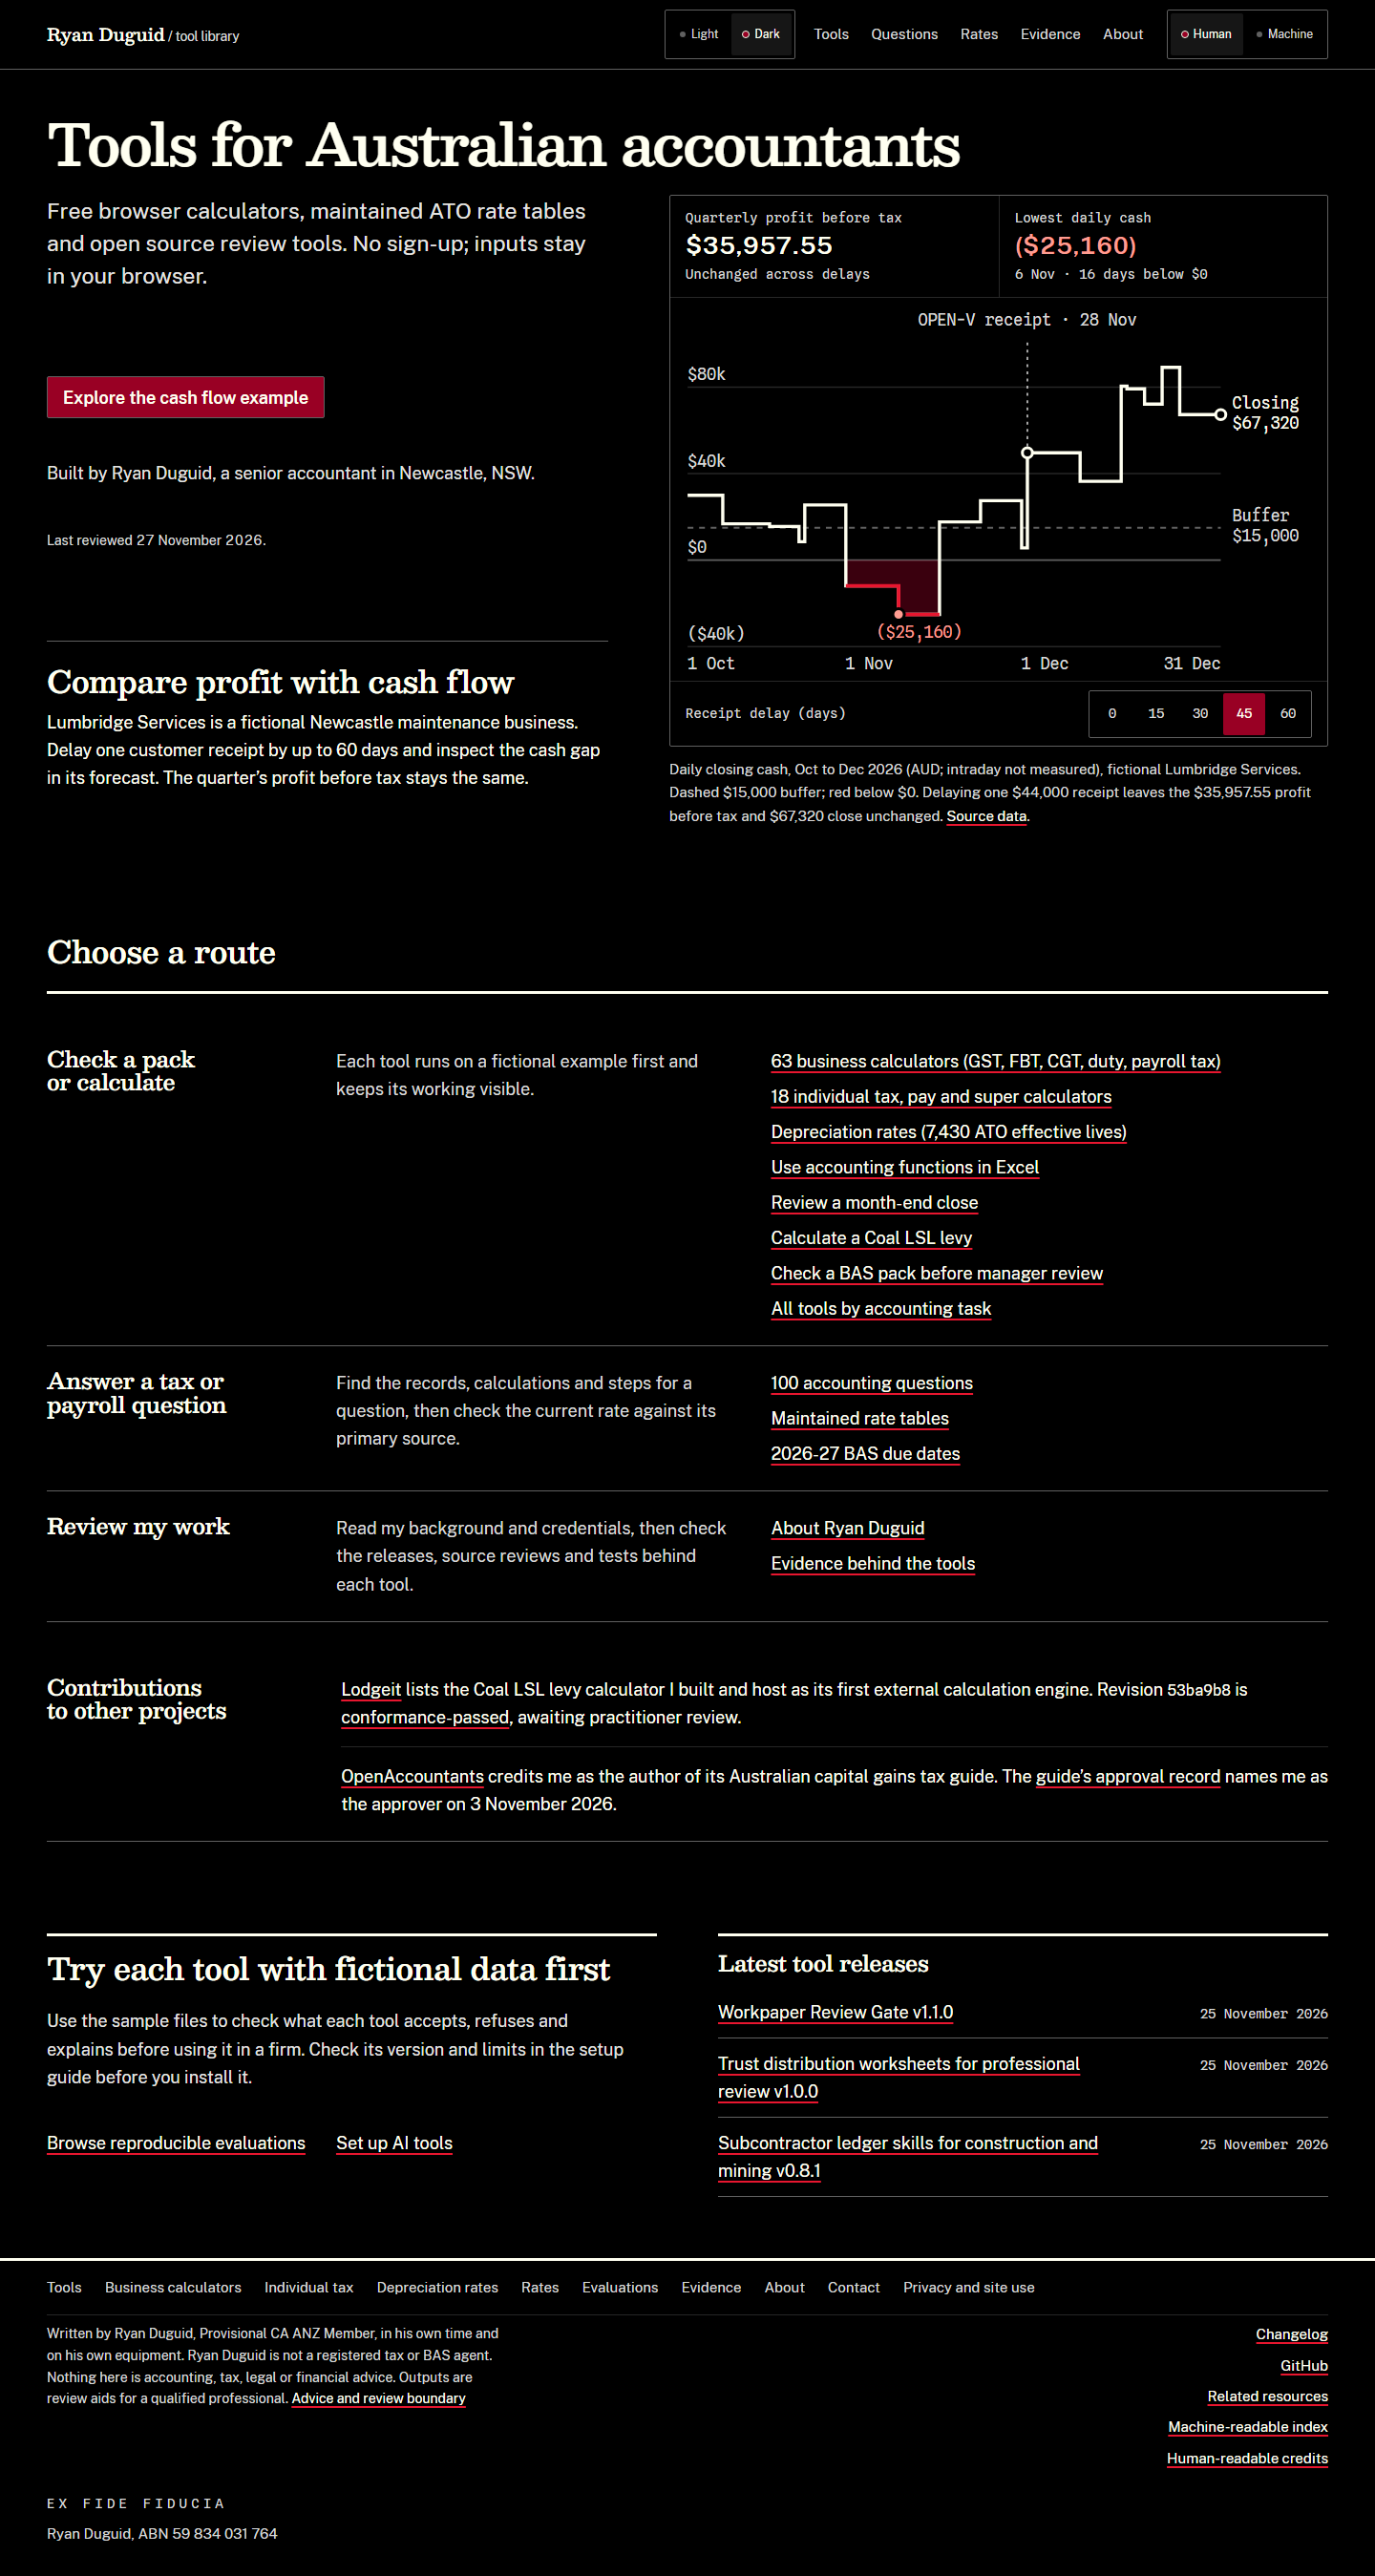 Ryan Duguid / tool library
Light
Dark
Tools
Questions
Rates
Evidence
About
Human
Machine
Tools for Australian accountants
Free browser calculators, maintained ATO rate tables
and open source review tools. No sign-up; inputs stay
in your browser.
Explore the cash flow example
Built by Ryan Duguid, a senior accountant in Newcastle, NSW.
Last reviewed 27 November 2026.
Compare profit with cash flow
Lumbridge Services is a fictional Newcastle maintenance business.
Delay one customer receipt by up to 60 days and inspect the cash gap
in its forecast. The quarter’s profit before tax stays the same.
Quarterly profit before tax
$35,957.55
Unchanged across delays
Lowest daily cash
($25,160)
6 Nov · 16 days below $0
OPEN-V receipt · 28 Nov
$80k
Closing
$67,320
$40k
Buffer
$15,000
$0
($25,160)
($40k)
1 Oct
1 Nov
1 Dec
31 Dec
Receipt delay (days)
0
15
30
45
60
Daily closing cash, Oct to Dec 2026 (AUD; intraday not measured), fictional Lumbridge Services.
Dashed $15,000 buffer; red below $0. Delaying one $44,000 receipt leaves the $35,957.55 profit
before tax and $67,320 close unchanged. Source data.
Choose a route
Check a pack
or calculate
Each tool runs on a fictional example first and
keeps its working visible.
63 business calculators (GST, FBT, CGT, duty, payroll tax)
18 individual tax, pay and super calculators
Depreciation rates (7,430 ATO effective lives)
Use accounting functions in Excel
Review a month-end close
Calculate a Coal LSL levy
Check a BAS pack before manager review
All tools by accounting task
Answer a tax or
payroll question
Find the records, calculations and steps for a
question, then check the current rate against its
primary source.
100 accounting questions
Maintained rate tables
2026-27 BAS due dates
Review my work
Read my background and credentials, then check
the releases, source reviews and tests behind
each tool.
About Ryan Duguid
Evidence behind the tools
Contributions
to other projects
Lodgeit lists the Coal LSL levy calculator I built and host as its first external calculation engine. Revision 53ba9b8 is
conformance-passed, awaiting practitioner review.
OpenAccountants credits me as the author of its Australian capital gains tax guide. The guide’s approval record names me as
the approver on 3 November 2026.
Try each tool with fictional data first
Use the sample files to check what each tool accepts, refuses and
explains before using it in a firm. Check its version and limits in the setup
guide before you install it.
Browse reproducible evaluations
Set up AI tools
Latest tool releases
Workpaper Review Gate v1.1.0
25 November 2026
Trust distribution worksheets for professional
review v1.0.0
25 November 2026
Subcontractor ledger skills for construction and
mining v0.8.1
25 November 2026
Tools
Business calculators
Individual tax
Depreciation rates
Rates
Evaluations
Evidence
About
Contact
Privacy and site use
Written by Ryan Duguid, Provisional CA ANZ Member, in his own time and
on his own equipment. Ryan Duguid is not a registered tax or BAS agent.
Nothing here is accounting, tax, legal or financial advice. Outputs are
review aids for a qualified professional. Advice and review boundary
Changelog
GitHub
Related resources
Machine-readable index
Human-readable credits
EX FIDE FIDUCIA
Ryan Duguid, ABN 59 834 031 764